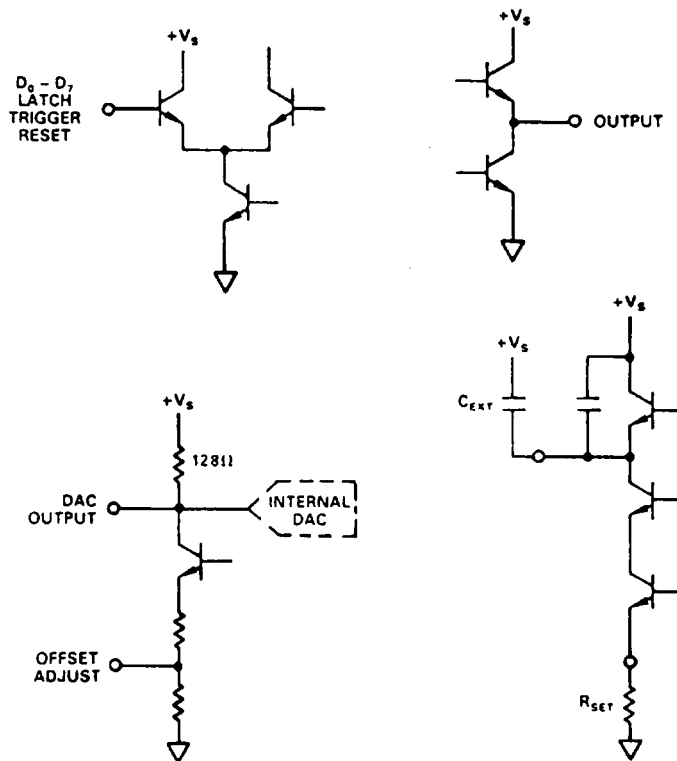 +Vs
D0 – D7
LATCH
TRIGGER
RESET
+Vs
OUTPUT
+Vs
128Ω
DAC
OUTPUT
INTERNAL
DAC
OFFSET
ADJUST
+Vs
+Vs
CEXT
RSET